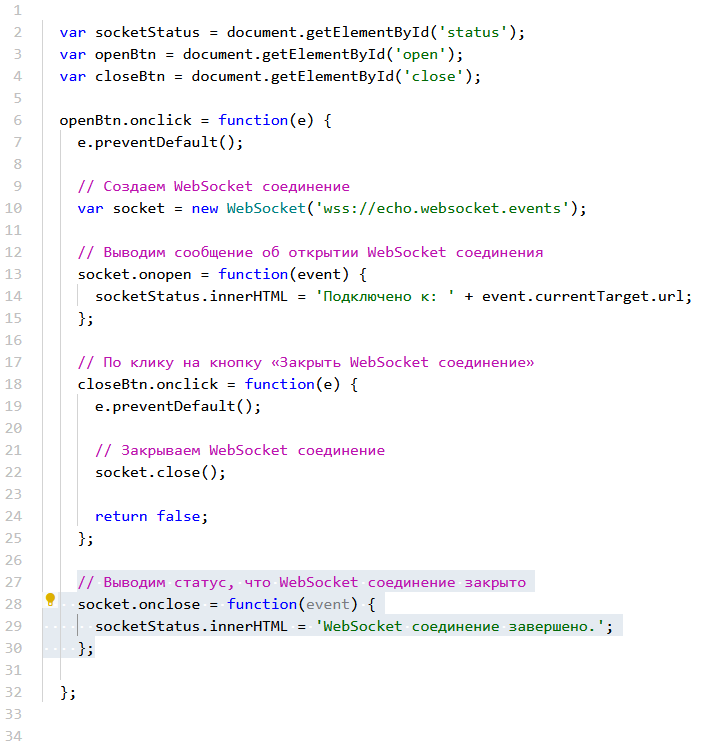 1
2 var socketStatus = document.getElementById('status');
3 var openBtn = document.getElementById('open');
4 var closeBtn = document.getElementById('close');
5
6 openBtn.onclick = function(e) {
7 e.preventDefault();
8
9 // Создаем WebSocket соединение
10 var socket = new WebSocket('wss://echo.websocket.events');
11
12 // Выводим сообщение об открытии WebSocket соединения
13 socket.onopen = function(event) {
14 socketStatus.innerHTML = 'Подключено к: ' + event.currentTarget.url;
15 };
16
17 // По клику на кнопку «Закрыть WebSocket соединение»
18 closeBtn.onclick = function(e) {
19 e.preventDefault();
20
21 // Закрываем WebSocket соединение
22 socket.close();
23
24 return false;
25 };
26
27 // Выводим статус, что WebSocket соединение закрыто
28 socket.onclose = function(event) {
29 socketStatus.innerHTML = 'WebSocket соединение завершено.';
30 };
31
32 };
33
34